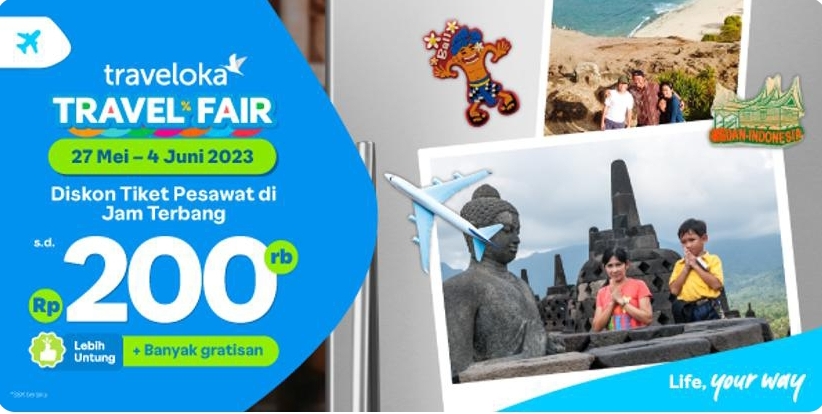 traveloka
TRAVEL% FAIR
27 Mei – 4 Juni 2023
Diskon Tiket Pesawat di
Jam Terbang
s.d.
Rp 200 rb
Lebih
Untung
+ Banyak gratisan
*S&K berlaku
Bali
Life, your way